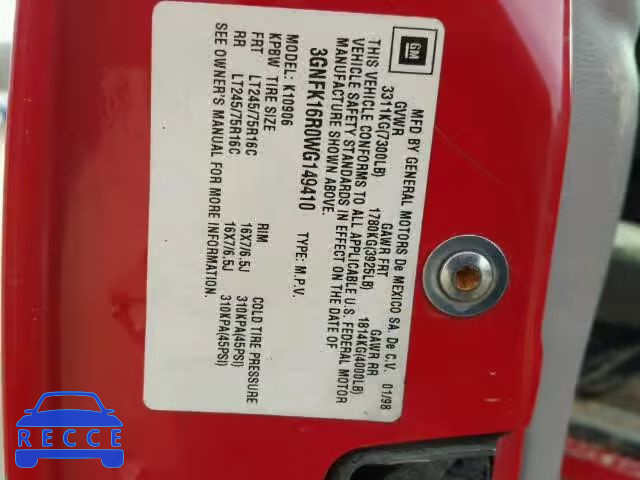 GM
MFD BY GENERAL MOTORS De MEXICO SA. De C.V. 01/98
GVWR GAWR FRT GAWR RR
3311KG(7300LB) 1780KG(3925LB) 1814KG(4000LB)
THIS VEHICLE CONFORMS TO ALL APPLICABLE U.S. FEDERAL MOTOR
VEHICLE SAFETY STANDARDS IN EFFECT ON THE DATE OF
MANUFACTURE SHOWN ABOVE.
3GNFK16R0WG149410 TYPE: M.P.V.
MODEL: K10906
KPBW TIRE SIZE RIM COLD TIRE PRESSURE
FRT LT245/75R16C 16X7/6.5J 310KPA(45PSI)
RR LT245/75R16C 16X7/6.5J 310KPA(45PSI)
SEE OWNER'S MANUAL FOR MORE INFORMATION.
RECCE